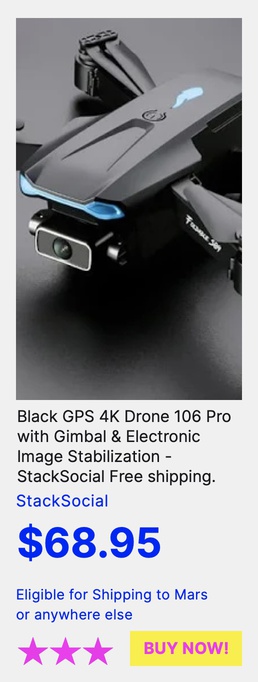 Black GPS 4K Drone 106 Pro
with Gimbal & Electronic
Image Stabilization -
StackSocial Free shipping.
StackSocial
$68.95
Eligible for Shipping to Mars
or anywhere else
BUY NOW!